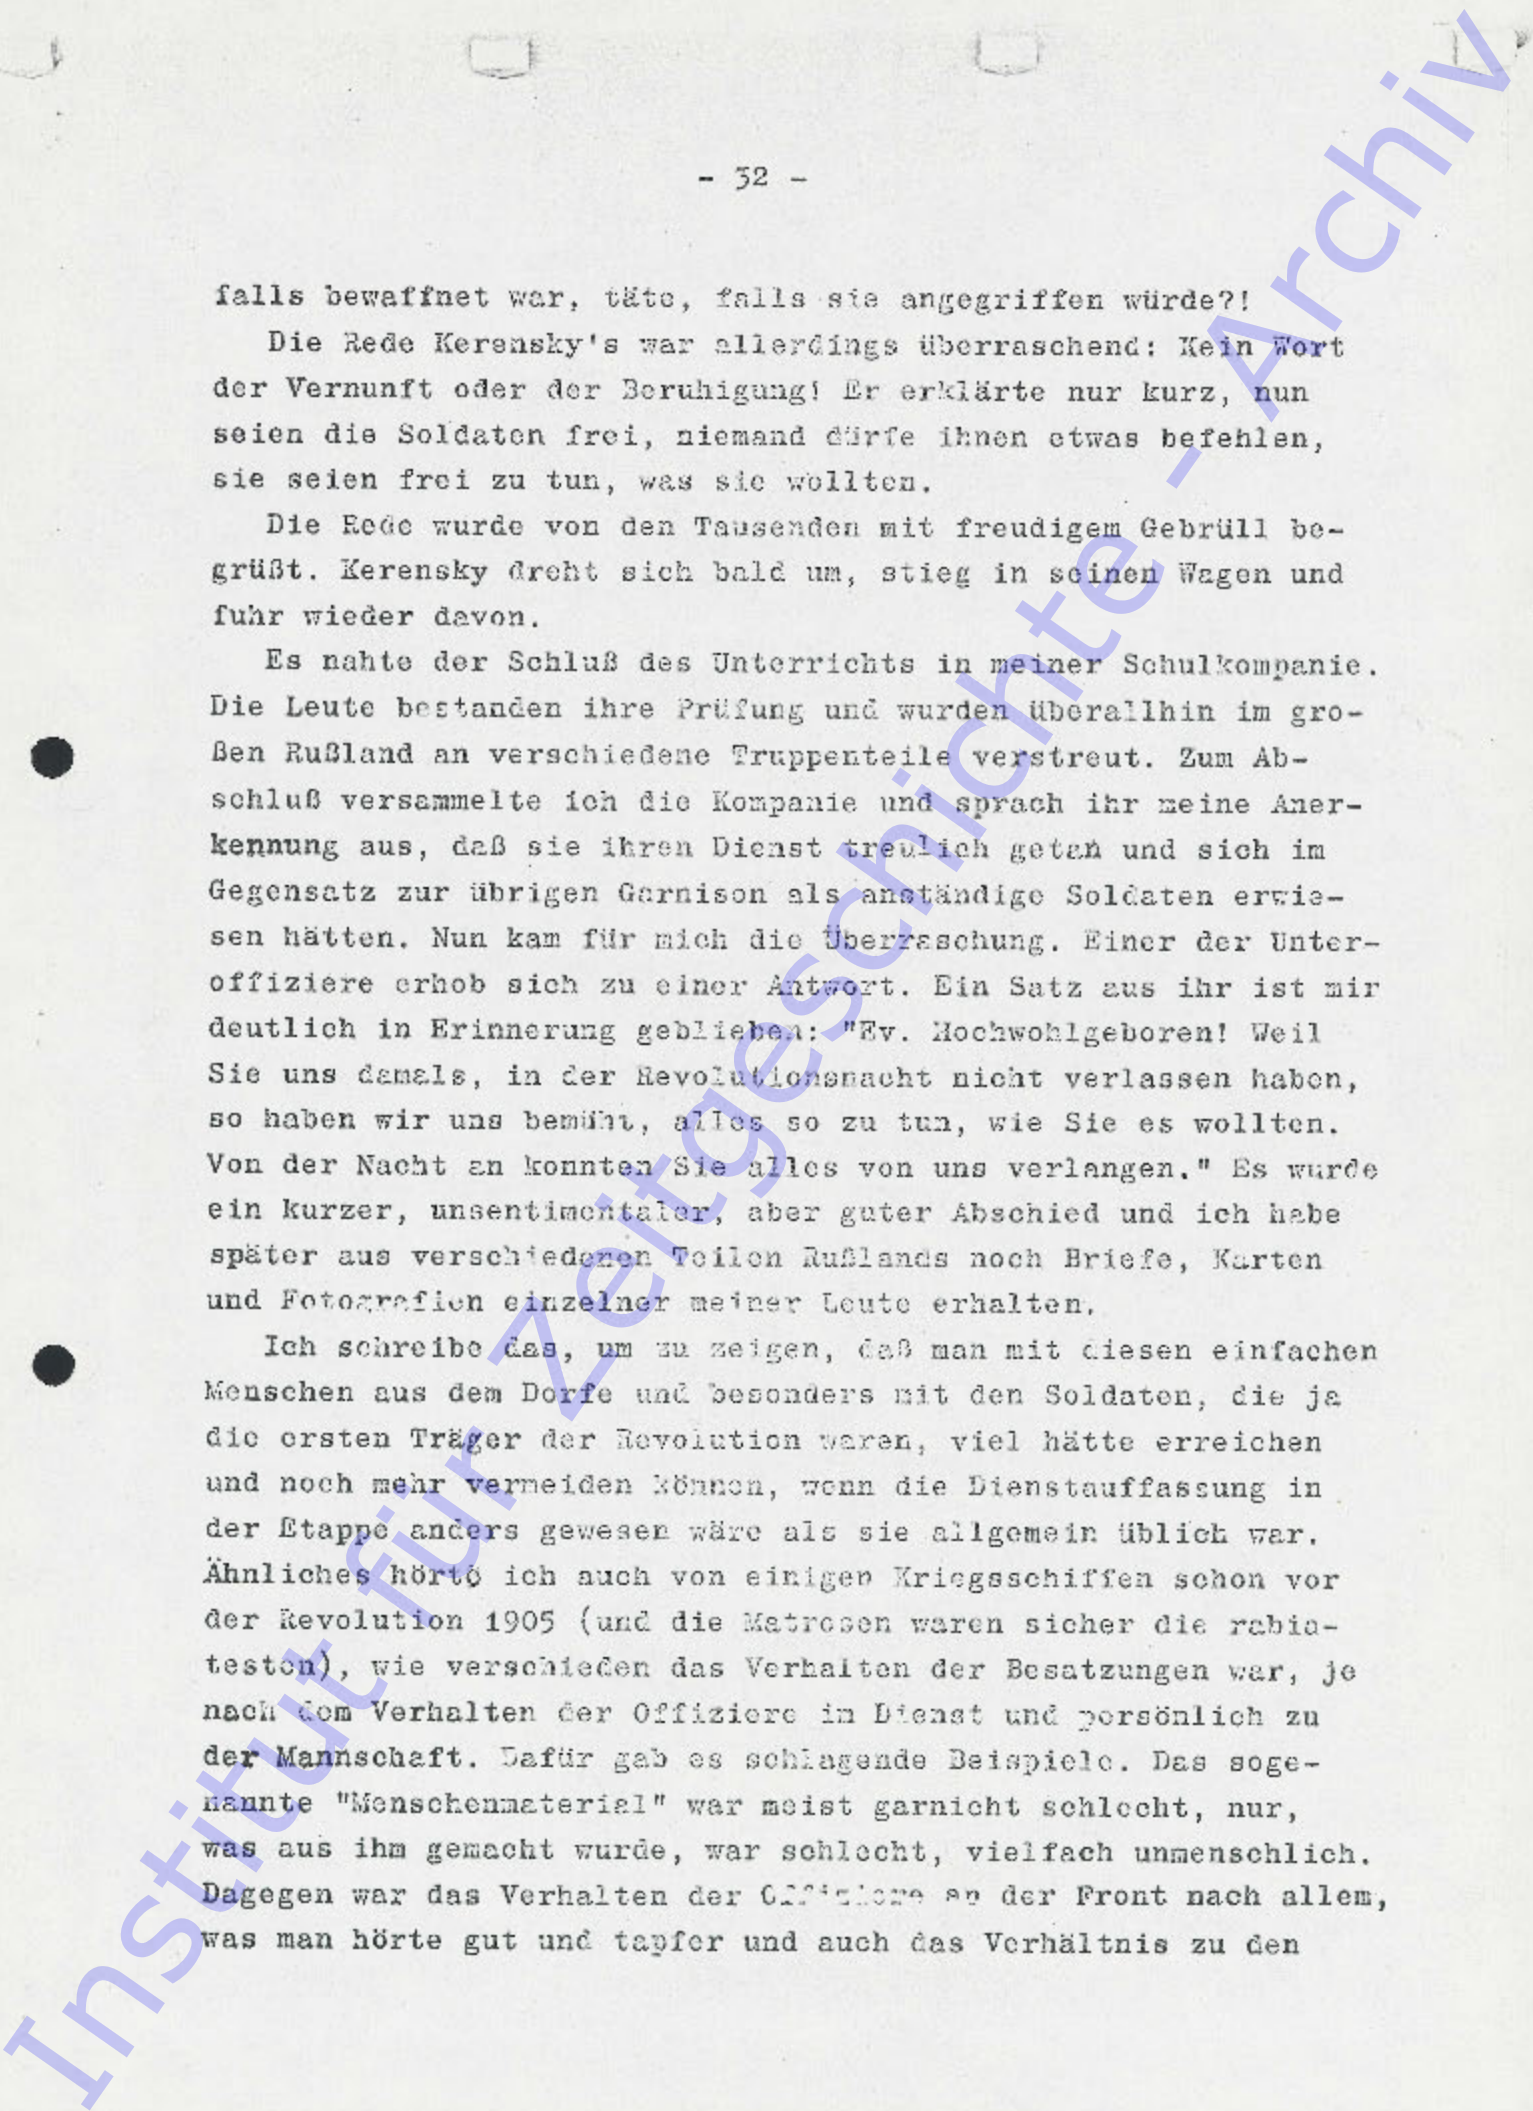 - 32 -
falls bewaffnet war, täte, falls sie angegriffen würde?!
Die Rede Kerensky's war allerdings überraschend: Kein Wort
der Vernunft oder der Beruhigung! Er erklärte nur kurz, nun
seien die Soldaten frei, niemand dürfe ihnen etwas befehlen,
sie seien frei zu tun, was sie wollten.
Die Rede wurde von den Tausenden mit freudigem Gebrüll be-
grüßt. Kerensky dreht sich bald um, stieg in seinen Wagen und
fuhr wieder davon.
Es nahte der Schluß des Unterrichts in meiner Schulkompanie.
Die Leute bestanden ihre Prüfung und wurden überallhin im gro-
ßen Rußland an verschiedene Truppenteile verstreut. Zum Ab-
schluß versammelte ich die Kompanie und sprach ihr meine Aner-
kennung aus, daß sie ihren Dienst treulich getan und sich im
Gegensatz zur übrigen Garnison als anständige Soldaten erwie-
sen hätten. Nun kam für mich die Überraschung. Einer der Unter-
offiziere erhob sich zu einer Antwort. Ein Satz aus ihr ist mir
deutlich in Erinnerung geblieben: "Ev. Hochwohlgeboren! Weil
Sie uns damals, in der Revolutionsnacht nicht verlassen haben,
so haben wir uns bemüht, alles so zu tun, wie Sie es wollten.
Von der Nacht an konnten Sie alles von uns verlangen." Es wurde
ein kurzer, unsentimentaler, aber guter Abschied und ich habe
später aus verschiedenen Teilen Rußlands noch Briefe, Karten
und Fotografien einzelner meiner Leute erhalten.
Ich schreibe das, um zu zeigen, daß man mit diesen einfachen
Menschen aus dem Dorfe und besonders mit den Soldaten, die ja
die ersten Träger der Revolution waren, viel hätte erreichen
und noch mehr vermeiden können, wenn die Dienstauffassung in
der Etappe anders gewesen wäre als sie allgemein üblich war.
Ähnliches hörte ich auch von einigen Kriegsschiffen schon vor
der Revolution 1905 (und die Matrosen waren sicher die rabia-
testen), wie verschieden das Verhalten der Besatzungen war, je
nach dem Verhalten der Offiziere in Dienst und persönlich zu
der Mannschaft. Dafür gab es schlagende Beispiele. Das soge-
nannte "Menschenmaterial" war meist garnicht schlecht, nur,
was aus ihm gemacht wurde, war schlecht, vielfach unmenschlich.
Dagegen war das Verhalten der Offiziere an der Front nach allem,
was man hörte gut und tapfer und auch das Verhältnis zu den
Institut für Zeitgeschichte - Archiv